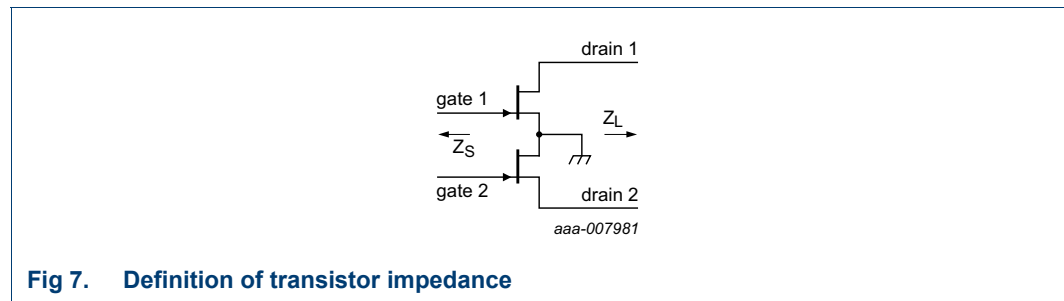 drain 1
gate 1
Z_L
Z_S
gate 2
drain 2
aaa-007981
Fig 7. Definition of transistor impedance